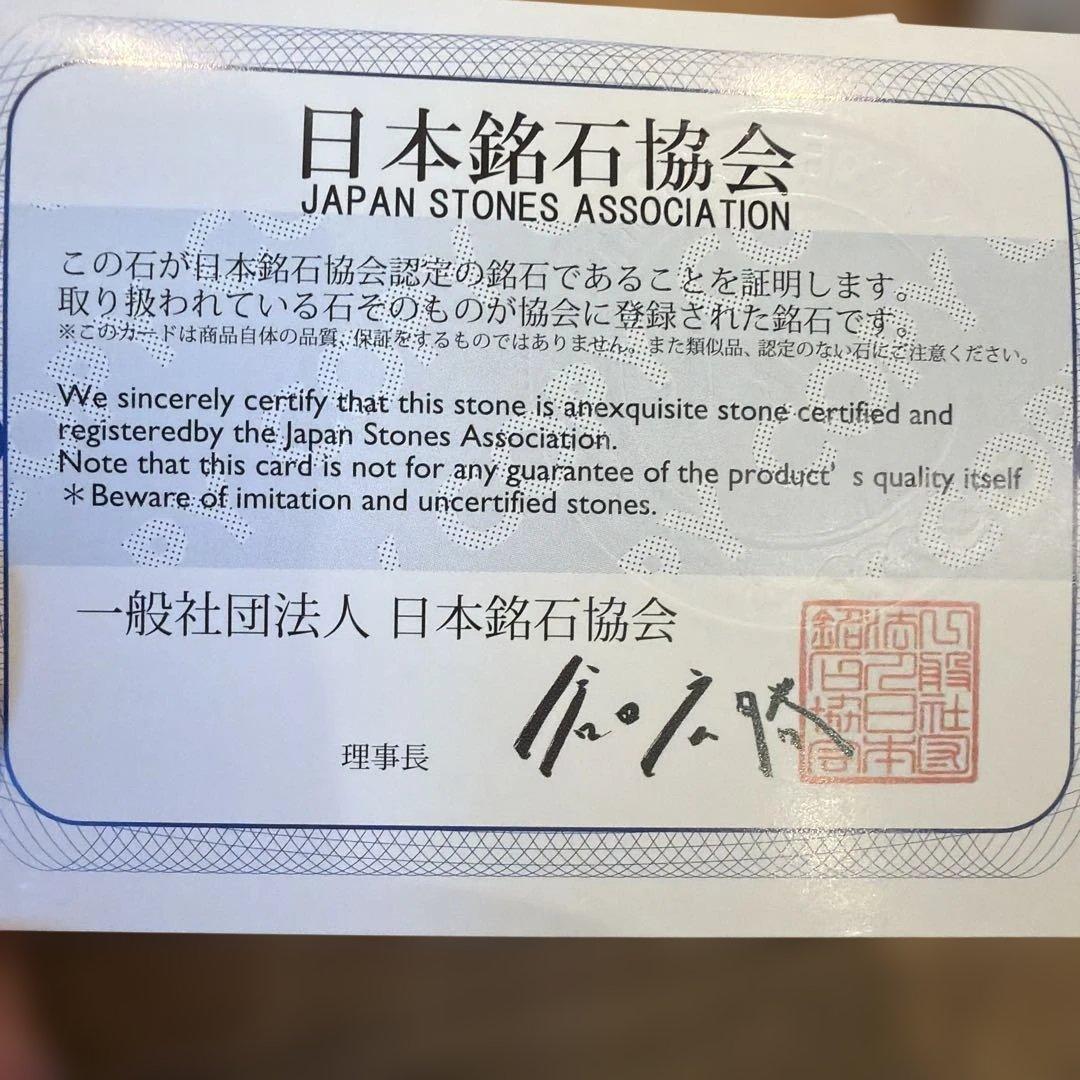 日本銘石協会
JAPAN STONES ASSOCIATION
この石が日本銘石協会認定の銘石であることを証明します。
取り扱われている石そのものが協会に登録された銘石です。
※このカードは商品自体の品質、保証をするものではありません。また類似品、認定のない石にご注意ください。
We sincerely certify that this stone is anexquisite stone certified and
registeredby the Japan Stones Association.
Note that this card is not for any guarantee of the product’ s quality itself
＊Beware of imitation and uncertified stones.
一般社団法人 日本銘石協会
理事長